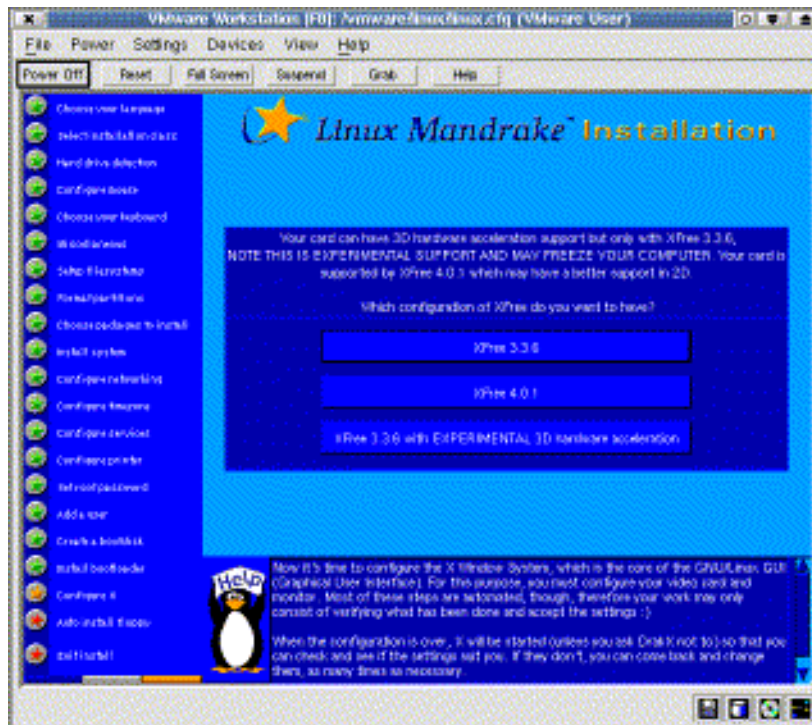 VMware Workstation [F0]: /vmware/linux/linux.cfg (VMware User)
File Power Settings Devices View Help
Power Off Reset Full Screen Suspend Grab Help
Linux Mandrake™ Installation
Choose your language
Select installation class
Hard drive detection
Configure mouse
Choose your keyboard
Miscellaneous
Setup filesystems
Format partitions
Choose packages to install
Install system
Configure networking
Configure timezone
Configure services
Configure printer
Set root password
Add a user
Create a bootdisk
Install bootloader
Configure X
Auto install floppy
Exit install
Your card can have 3D hardware acceleration support but only with XFree 3.3.6,
NOTE THIS IS EXPERIMENTAL SUPPORT AND MAY FREEZE YOUR COMPUTER. Your card is
supported by XFree 4.0.1 which may have a better support in 2D.
Which configuration of XFree do you want to have?
XFree 3.3.6
XFree 4.0.1
XFree 3.3.6 with EXPERIMENTAL 3D hardware acceleration
Help
Now it's time to configure the X Window System, which is the core of the GNU/Linux GUI
(Graphical User Interface). For this purpose, you must configure your video card and
monitor. Most of these steps are automated, though, therefore your work may only
consist of verifying what has been done and accept the settings :)
When the configuration is over, X will be started (unless you ask DrakX not to) so that you
can check and see if the settings suit you. If they don't, you can come back and change
them, as many times as necessary.